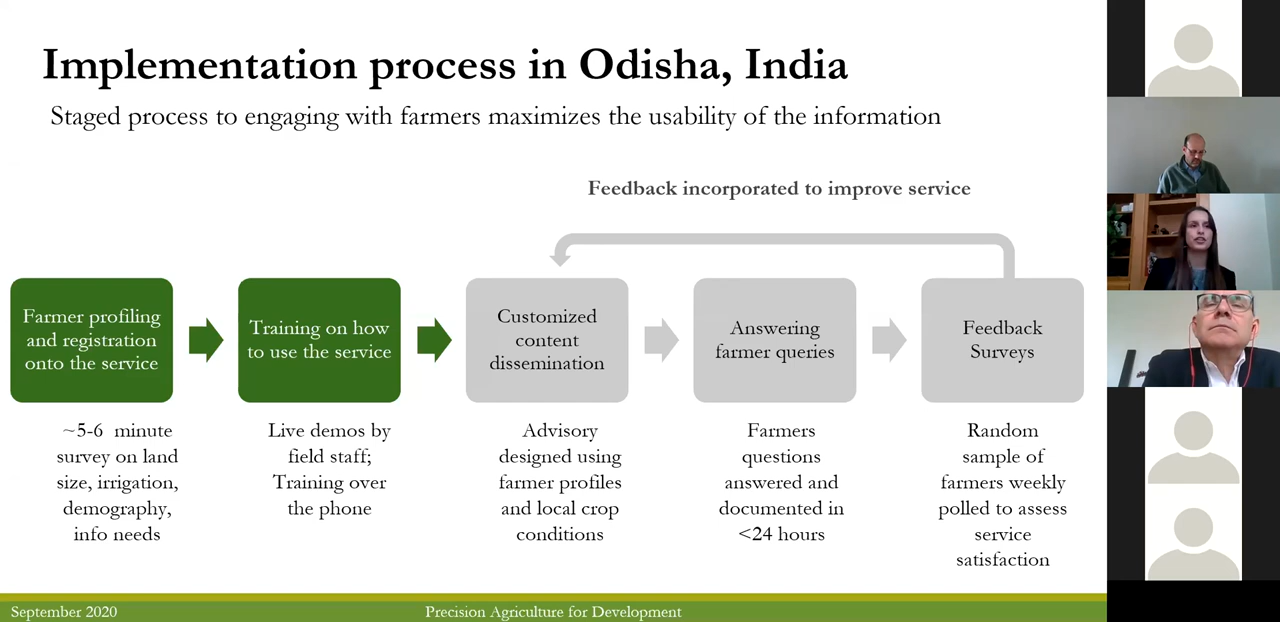 Implementation process in Odisha, India
Staged process to engaging with farmers maximizes the usability of the information
Feedback incorporated to improve service
Farmer profiling
and registration
onto the service
Training on how
to use the service
Customized
content
dissemination
Answering
farmer queries
Feedback
Surveys
~5-6 minute
survey on land
size, irrigation,
demography,
info needs
Live demos by
field staff;
Training over
the phone
Advisory
designed using
farmer profiles
and local crop
conditions
Farmers
questions
answered and
documented in
<24 hours
Random
sample of
farmers weekly
polled to assess
service
satisfaction
September 2020
Precision Agriculture for Development